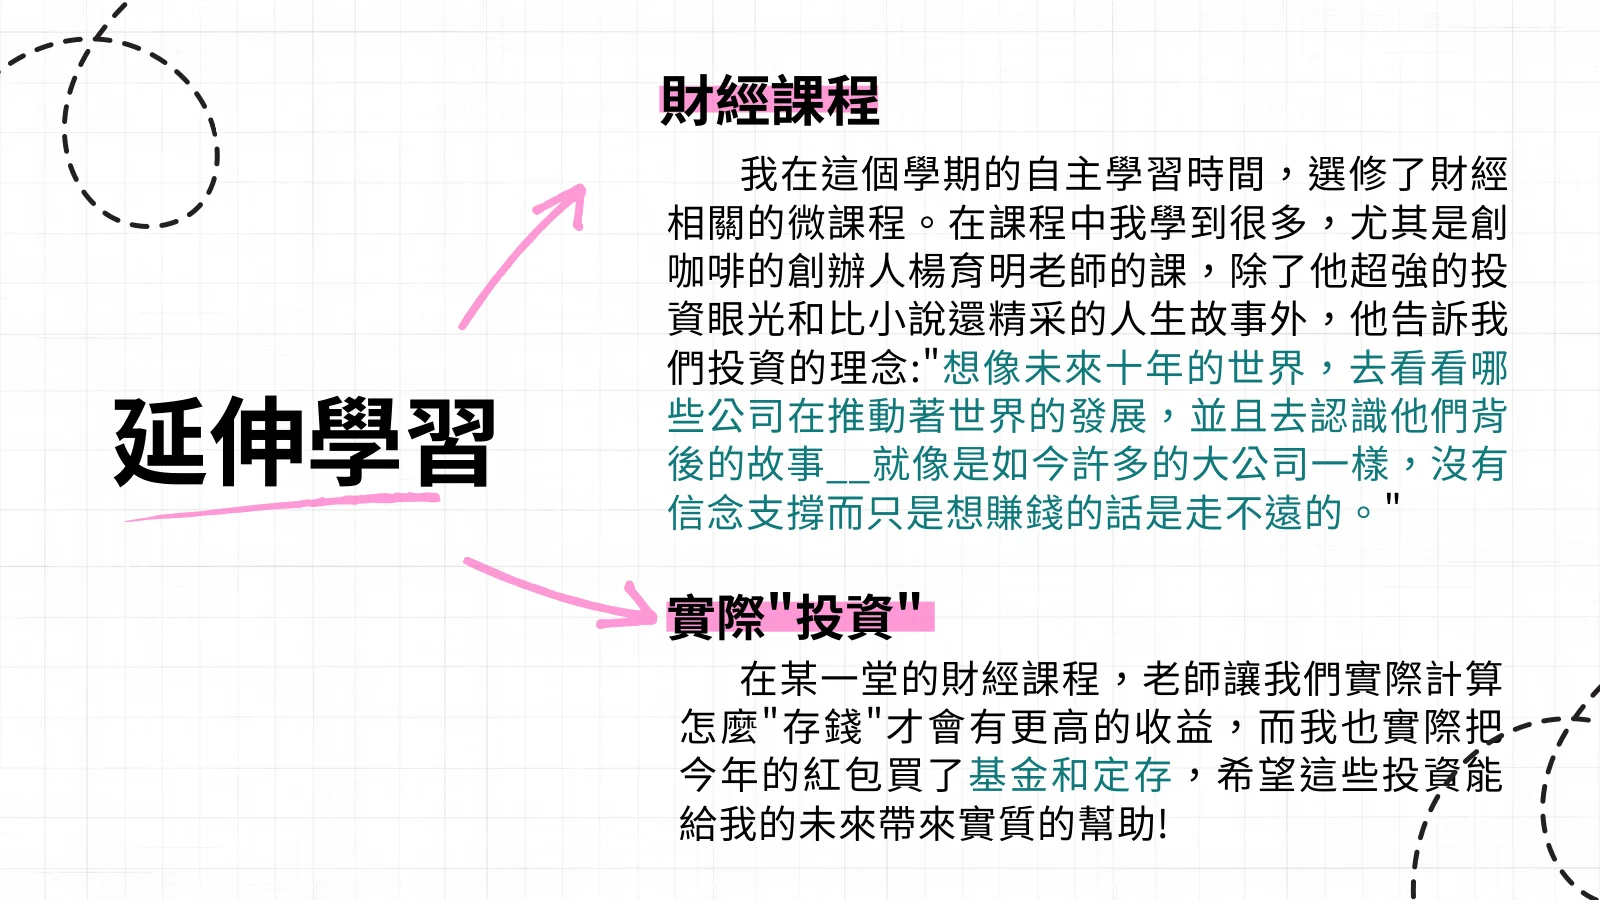 延伸學習
財經課程
我在這個學期的自主學習時間，選修了財經
相關的微課程。在課程中我學到很多，尤其是創
咖啡的創辦人楊育明老師的課，除了他超強的投
資眼光和比小說還精采的人生故事外，他告訴我
們投資的理念:"想像未來十年的世界，去看看哪
些公司在推動著世界的發展，並且去認識他們背
後的故事__就像是如今許多的大公司一樣，沒有
信念支撐而只是想賺錢的話是走不遠的。"
實際"投資"
在某一堂的財經課程，老師讓我們實際計算
怎麼"存錢"才會有更高的收益，而我也實際把
今年的紅包買了基金和定存，希望這些投資能
給我的未來帶來實質的幫助!